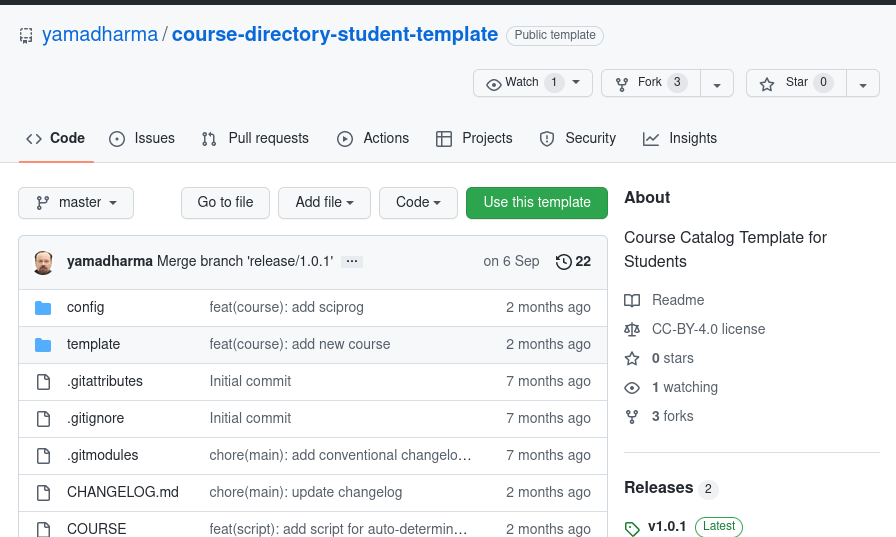 yamadharma / course-directory-student-template Public template
Watch 1 Fork 3 Star 0
Code Issues Pull requests Actions Projects Security Insights
master Go to file Add file Code Use this template
yamadharma Merge branch 'release/1.0.1' ... on 6 Sep 22
config feat(course): add sciprog 2 months ago
template feat(course): add new course 2 months ago
.gitattributes Initial commit 7 months ago
.gitignore Initial commit 7 months ago
.gitmodules chore(main): add conventional changelo... 7 months ago
CHANGELOG.md chore(main): update changelog 2 months ago
COURSE feat(script): add script for auto-determin... 2 months ago
About
Course Catalog Template for
Students
Readme
CC-BY-4.0 license
0 stars
1 watching
3 forks
Releases 2
v1.0.1 Latest